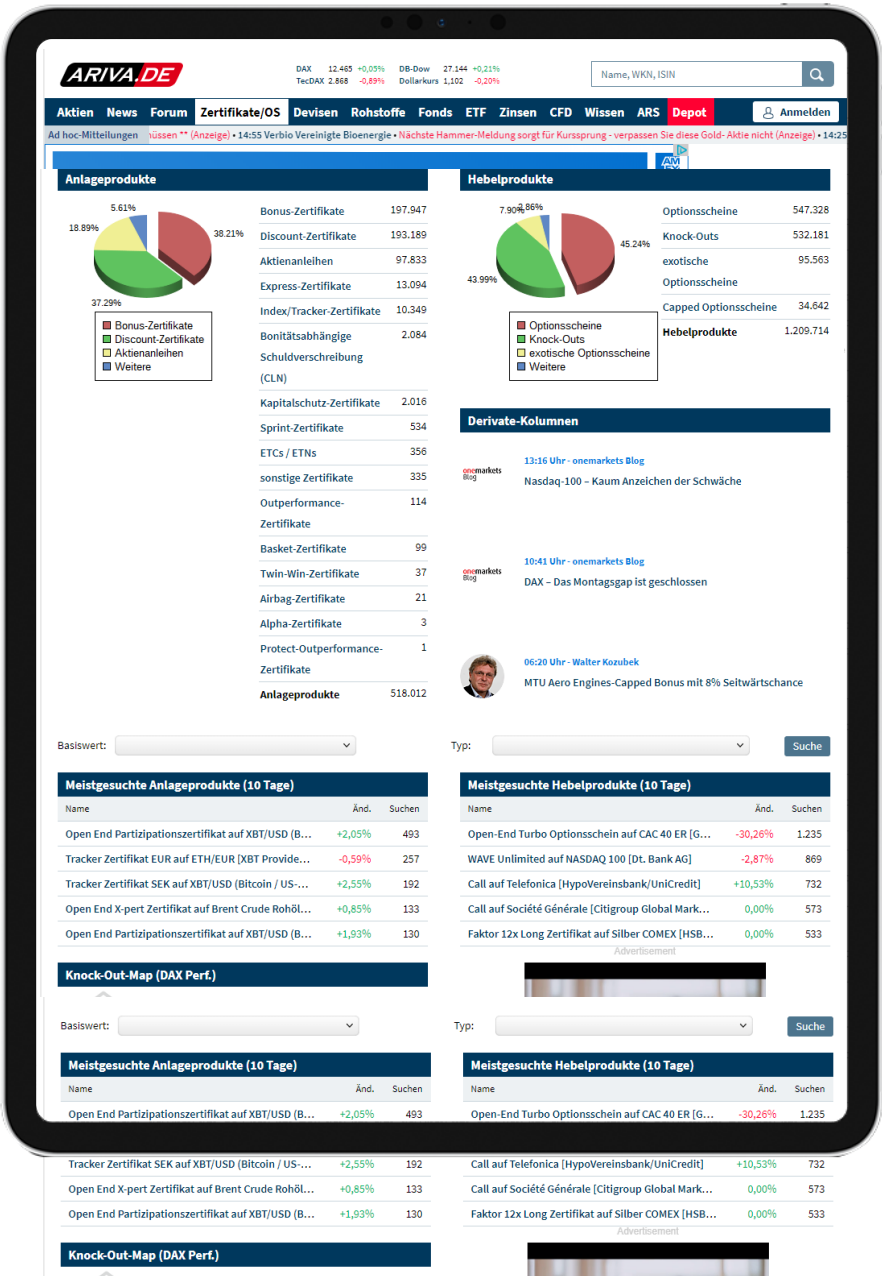 ARIVA.DE
DAX 12.465 +0,05% DB-Dow 27.144 +0,21%
TecDAX 2.868 -0,89% Dollarkurs 1,102 -0,20%
Name, WKN, ISIN
Aktien News Forum Zertifikate/OS Devisen Rohstoffe Fonds ETF Zinsen CFD Wissen ARS Depot Anmelden
Ad hoc-Mitteilungen müssen ** (Anzeige) • 14:55 Verbio Vereinigte Bioenergie • Nächste Hammer-Meldung sorgt für Kurssprung - verpassen Sie diese Gold- Aktie nicht (Anzeige) • 14:25
AM
Anlageprodukte
5.61%
18.89%
38.21%
37.29%
Bonus-Zertifikate
Discount-Zertifikate
Aktienanleihen
Weitere
Bonus-Zertifikate 197.947
Discount-Zertifikate 193.189
Aktienanleihen 97.833
Express-Zertifikate 13.094
Index/Tracker-Zertifikate 10.349
Bonitätsabhängige 2.084
Schuldverschreibung
(CLN)
Kapitalschutz-Zertifikate 2.016
Sprint-Zertifikate 534
ETCs / ETNs 356
sonstige Zertifikate 335
Outperformance- 114
Zertifikate
Basket-Zertifikate 99
Twin-Win-Zertifikate 37
Airbag-Zertifikate 21
Alpha-Zertifikate 3
Protect-Outperformance- 1
Zertifikate
Anlageprodukte 518.012
Hebelprodukte
7.90% 2.86%
45.24%
43.99%
Optionsscheine
Knock-Outs
exotische Optionsscheine
Weitere
Optionsscheine 547.328
Knock-Outs 532.181
exotische 95.563
Optionsscheine
Capped Optionsscheine 34.642
Hebelprodukte 1.209.714
Derivate-Kolumnen
onemarkets
Blog
13:16 Uhr - onemarkets Blog
Nasdaq-100 – Kaum Anzeichen der Schwäche
onemarkets
Blog
10:41 Uhr - onemarkets Blog
DAX – Das Montagsgap ist geschlossen
06:20 Uhr - Walter Kozubek
MTU Aero Engines-Capped Bonus mit 8% Seitwärtschance
Basiswert: Typ: Suche
Meistgesuchte Anlageprodukte (10 Tage)
Name Änd. Suchen
Open End Partizipationszertifikat auf XBT/USD (B... +2,05% 493
Tracker Zertifikat EUR auf ETH/EUR [XBT Provide... -0,59% 257
Tracker Zertifikat SEK auf XBT/USD (Bitcoin / US-... +2,55% 192
Open End X-pert Zertifikat auf Brent Crude Rohöl... +0,85% 133
Open End Partizipationszertifikat auf XBT/USD (B... +1,93% 130
Knock-Out-Map (DAX Perf.)
Meistgesuchte Hebelprodukte (10 Tage)
Name Änd. Suchen
Open-End Turbo Optionsschein auf CAC 40 ER [G... -30,26% 1.235
WAVE Unlimited auf NASDAQ 100 [Dt. Bank AG] -2,87% 869
Call auf Telefonica [HypoVereinsbank/UniCredit] +10,53% 732
Call auf Société Générale [Citigroup Global Mark... 0,00% 573
Faktor 12x Long Zertifikat auf Silber COMEX [HSB... 0,00% 533
Advertisement
Basiswert: Typ: Suche
Meistgesuchte Anlageprodukte (10 Tage)
Name Änd. Suchen
Open End Partizipationszertifikat auf XBT/USD (B... +2,05% 493
Tracker Zertifikat SEK auf XBT/USD (Bitcoin / US-... +2,55% 192
Open End X-pert Zertifikat auf Brent Crude Rohöl... +0,85% 133
Open End Partizipationszertifikat auf XBT/USD (B... +1,93% 130
Knock-Out-Map (DAX Perf.)
Meistgesuchte Hebelprodukte (10 Tage)
Name Änd. Suchen
Open-End Turbo Optionsschein auf CAC 40 ER [G... -30,26% 1.235
Call auf Telefonica [HypoVereinsbank/UniCredit] +10,53% 732
Call auf Société Générale [Citigroup Global Mark... 0,00% 573
Faktor 12x Long Zertifikat auf Silber COMEX [HSB... 0,00% 533
Advertisement